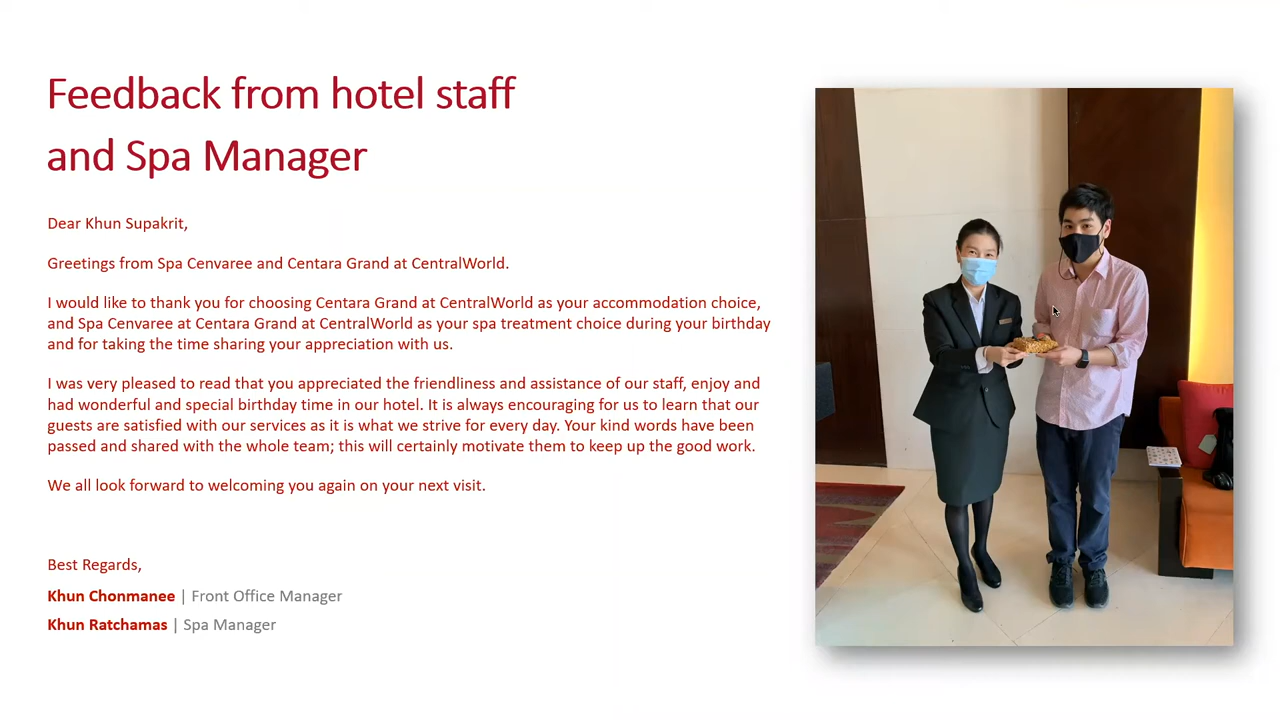 Feedback from hotel staff
and Spa Manager
Dear Khun Supakrit,
Greetings from Spa Cenvaree and Centara Grand at CentralWorld.
I would like to thank you for choosing Centara Grand at CentralWorld as your accommodation choice,
and Spa Cenvaree at Centara Grand at CentralWorld as your spa treatment choice during your birthday
and for taking the time sharing your appreciation with us.
I was very pleased to read that you appreciated the friendliness and assistance of our staff, enjoy and
had wonderful and special birthday time in our hotel. It is always encouraging for us to learn that our
guests are satisfied with our services as it is what we strive for every day. Your kind words have been
passed and shared with the whole team; this will certainly motivate them to keep up the good work.
We all look forward to welcoming you again on your next visit.
Best Regards,
Khun Chonmanee | Front Office Manager
Khun Ratchamas | Spa Manager